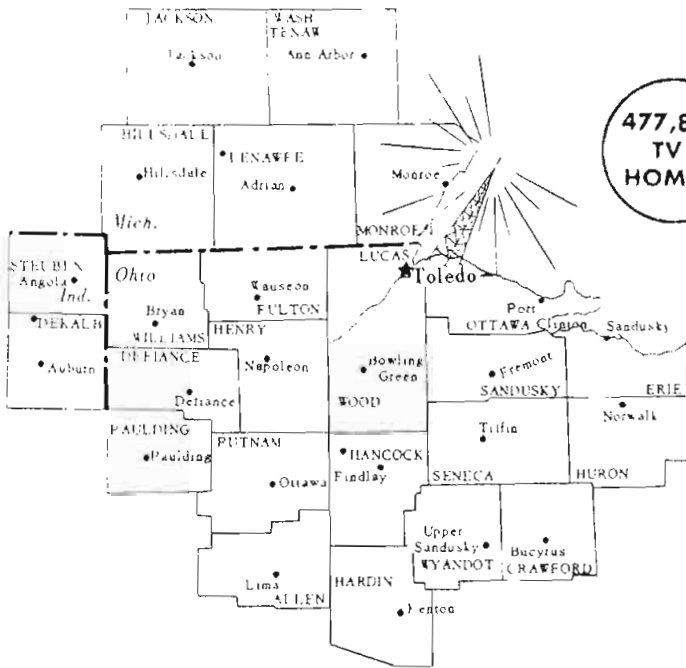 JACKSON
Jackson
WASH
TENAW
Ann Arbor
477,8
TV
HOM
HILLSDALE
Hillsdale
LENAWEE
Adrian
Monroe
MONROE
Mich.
LUCAS
Toledo
STEUBEN
Angola
Ind.
Ohio
Bryan
WILLIAMS
Wauseon
FULTON
Port
Clinton
OTTAWA
Sandusky
DEKALB
Auburn
HENRY
Napoleon
DEFIANCE
Defiance
Bowling
Green
WOOD
Fremont
SANDUSKY
ERIE
Norwalk
PAULDING
Paulding
PUTNAM
Ottawa
HANCOCK
Findlay
Tiffin
SENECA
HURON
Upper
Sandusky
WYANDOT
Bucyrus
CRAWFORD
Lima
ALLEN
HARDIN
Kenton